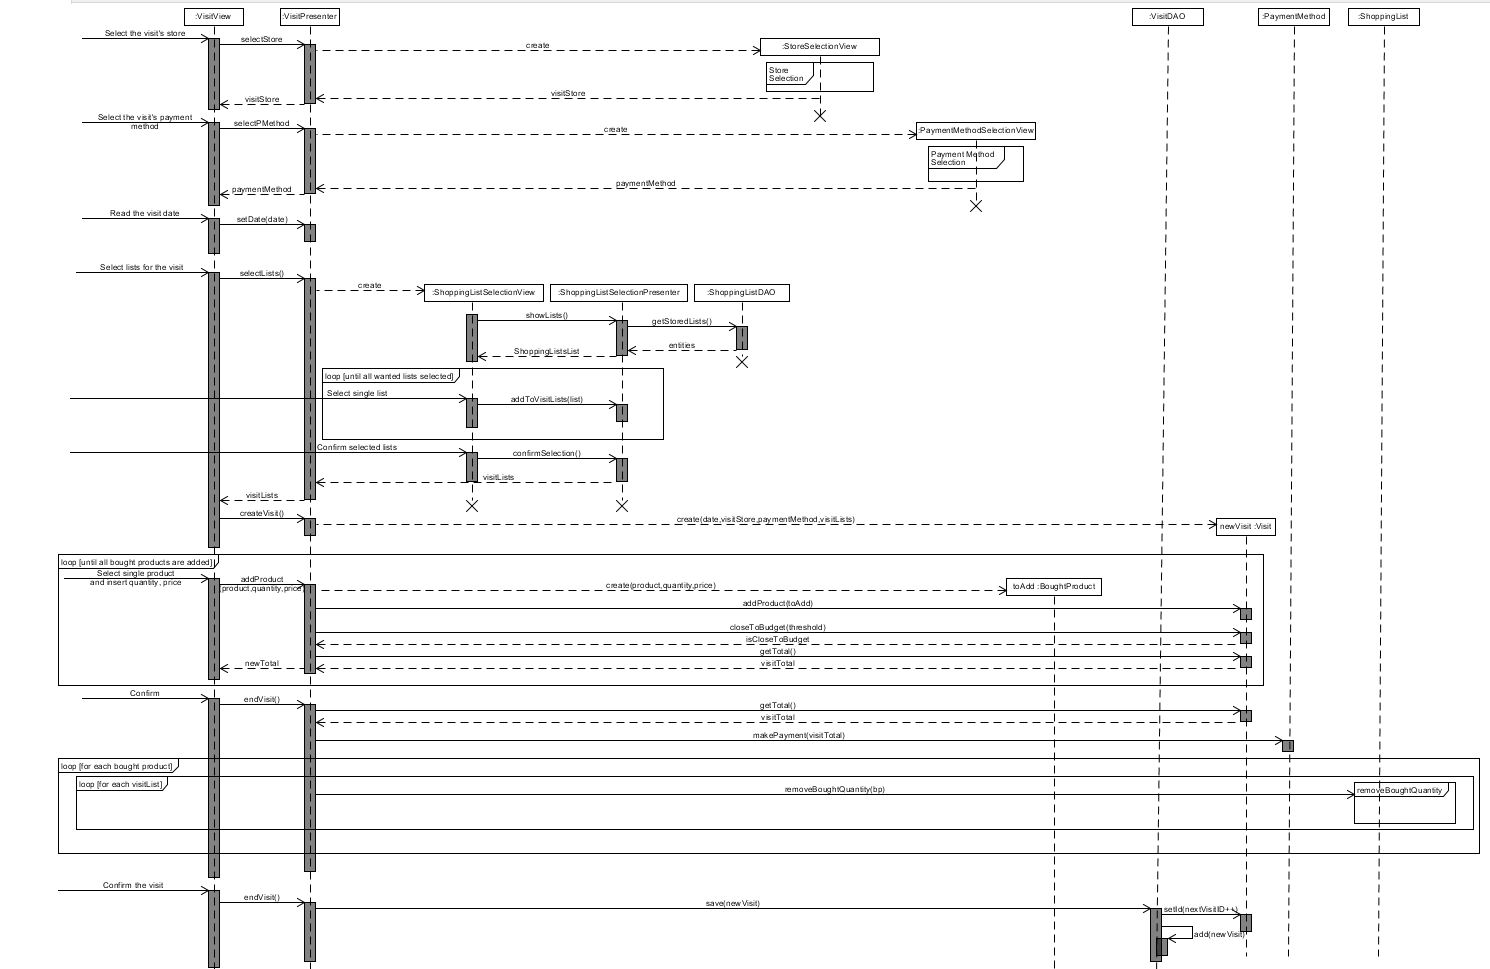 :VisitView
:VisitPresenter
:VisitDAO
:PaymentMethod
:ShoppingList
Select the visit's store
selectStore
create
:StoreSelectionView
Store
Selection
visitStore
visitStore
Select the visit's payment
method
selectPMethod
create
:PaymentMethodSelectionView
Payment Method
Selection
paymentMethod
paymentMethod
Read the visit date
setDate(date)
Select lists for the visit
selectLists()
create
:ShoppingListSelectionView
:ShoppingListSelectionPresenter
:ShoppingListDAO
showLists()
getStoredLists()
entities
ShoppingListsList
loop [until all wanted lists selected]
Select single list
addToVisitLists(list)
Confirm selected lists
confirmSelection()
visitLists
visitLists
createVisit()
create(date,visitStore,paymentMethod,visitLists)
newVisit :Visit
loop [until all bought products are added]
Select single product
and insert quantity, price
addProduct
(product,quantity,price)
create(product,quantity,price)
toAdd :BoughtProduct
addProduct(toAdd)
closeToBudget(threshold)
isCloseToBudget
getTotal()
newTotal
visitTotal
Confirm
endVisit()
getTotal()
visitTotal
makePayment(visitTotal)
loop [for each bought product]
loop [for each visitList]
removeBoughtQuantity(bp)
removeBoughtQuantity
Confirm the visit
endVisit()
save(newVisit)
setId(nextVisitID++)
add(newVisit)